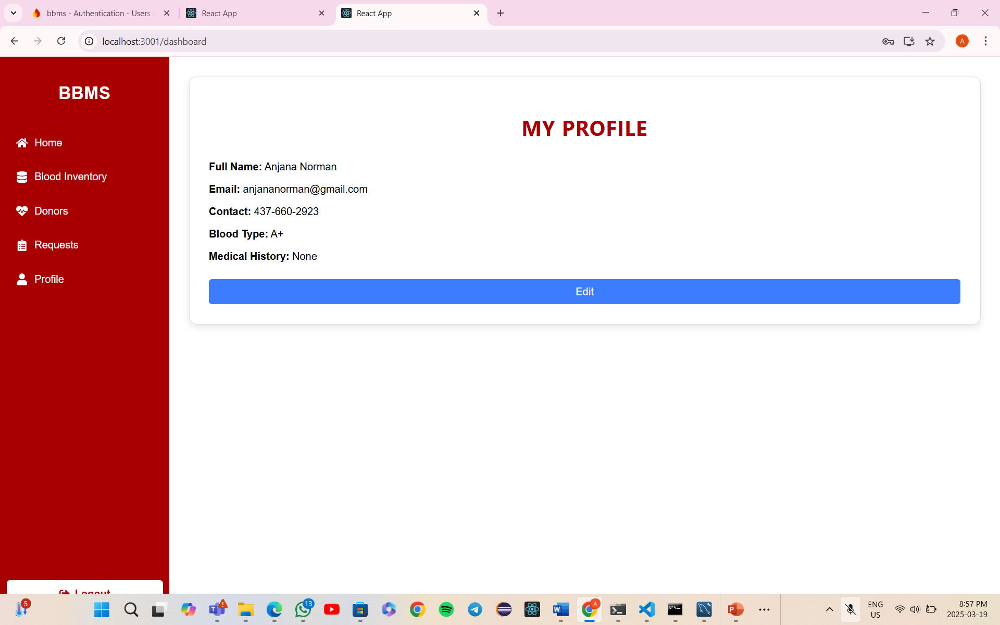 bbms - Authentication - Users -
React App
React App
localhost:3001/dashboard
A
BBMS
Home
Blood Inventory
Donors
Requests
Profile
Logout
MY PROFILE
Full Name: Anjana Norman
Email: anjananorman@gmail.com
Contact: 437-660-2923
Blood Type: A+
Medical History: None
Edit
5
13
A
ENG
US
8:57 PM
2025-03-19